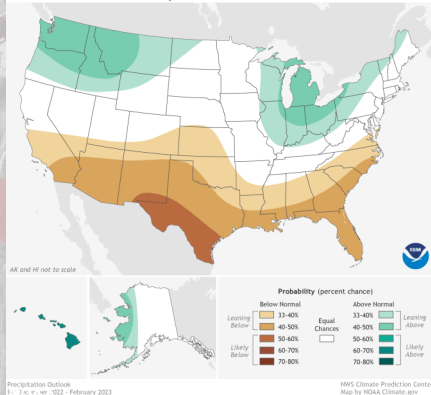 AK and HI not to scale
Probability (percent chance)
Below Normal
Above Normal
Leaning Below
33-40%
40-50%
Equal Chances
33-40%
40-50%
Leaning Above
Likely Below
50-60%
60-70%
70-80%
50-60%
60-70%
70-80%
Likely Above
Precipitation Outlook
2022 - February 2023
NWS Climate Prediction Cente
Map by NOAA Climate.gov